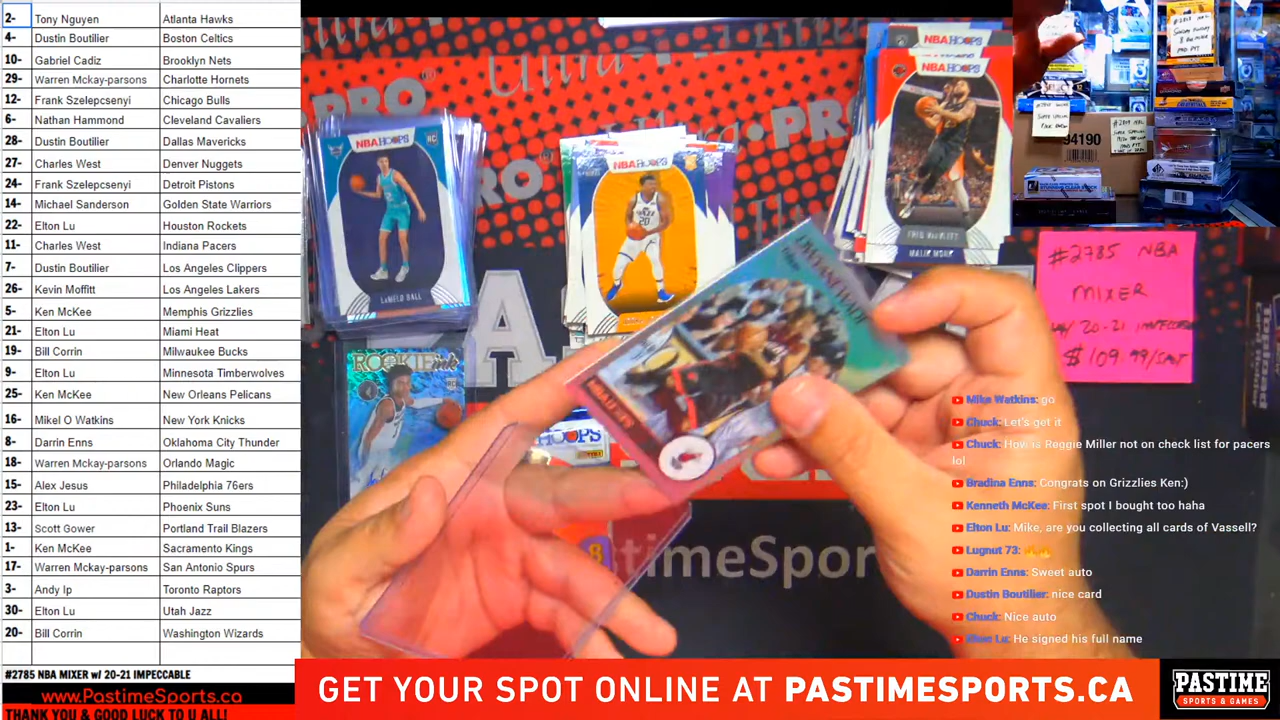 2- Tony Nguyen Atlanta Hawks
4- Dustin Boutilier Boston Celtics
10- Gabriel Cadiz Brooklyn Nets
29- Warren Mckay-parsons Charlotte Hornets
12- Frank Szelepcsenyi Chicago Bulls
6- Nathan Hammond Cleveland Cavaliers
28- Dustin Boutilier Dallas Mavericks
27- Charles West Denver Nuggets
24- Frank Szelepcsenyi Detroit Pistons
14- Michael Sanderson Golden State Warriors
22- Elton Lu Houston Rockets
11- Charles West Indiana Pacers
7- Dustin Boutilier Los Angeles Clippers
26- Kevin Moffitt Los Angeles Lakers
5- Ken McKee Memphis Grizzlies
21- Elton Lu Miami Heat
19- Bill Corrin Milwaukee Bucks
9- Elton Lu Minnesota Timberwolves
25- Ken McKee New Orleans Pelicans
16- Mikel O Watkins New York Knicks
8- Darrin Enns Oklahoma City Thunder
18- Warren Mckay-parsons Orlando Magic
15- Alex Jesus Philadelphia 76ers
23- Elton Lu Phoenix Suns
13- Scott Gower Portland Trail Blazers
1- Ken McKee Sacramento Kings
17- Warren Mckay-parsons San Antonio Spurs
3- Andy Ip Toronto Raptors
30- Elton Lu Utah Jazz
20- Bill Corrin Washington Wizards
#2785 NBA MIXER w/ 20-21 IMPECCABLE
www.PastimeSports.ca
THANK YOU & GOOD LUCK TO U ALL!
NBA HOOPS
LaMELO BALL
NBA HOOPS
NBA HOOPS
NBA HOOPS
MALIK MONK
ROOKIE ink
HOOPS
timeSpor
94190
#2785 NBA
MIXER
20-21 IMPECCABLE
$109.99/SPOT
Mike Watkins: go
Chuck: Let's get it
Chuck: How is Reggie Miller not on check list for pacers
lol
Bradina Enns: Congrats on Grizzlies Ken:)
Kenneth McKee: First spot I bought too haha
Elton Lu: Mike, are you collecting all cards of Vassell?
Lugnut 73: 🔥🔥
Darrin Enns: Sweet auto
Dustin Boutilier: nice card
Chuck: Nice auto
Lu: He signed his full name
GET YOUR SPOT ONLINE AT PASTIMESPORTS.CA
PASTIME
SPORTS & GAMES